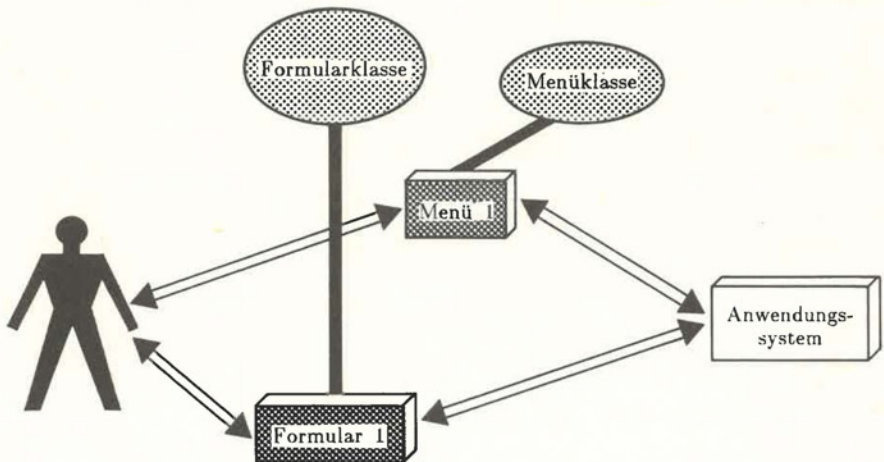 Formularklasse
Menüklasse
Menü 1
Anwendungs-
system
Formular 1